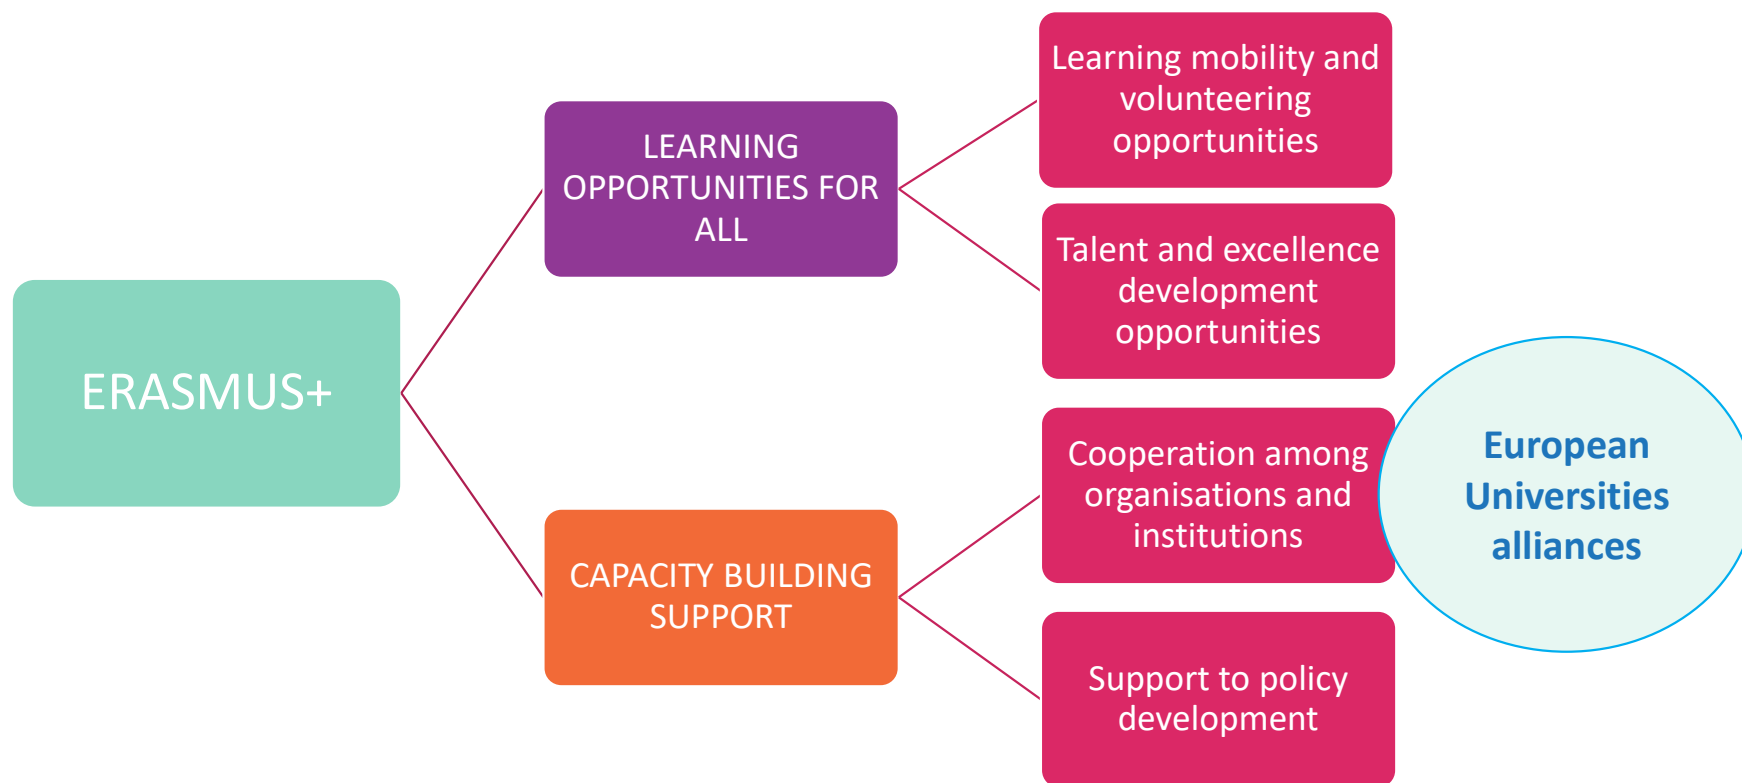 ERASMUS+
LEARNING
OPPORTUNITIES FOR
ALL
Learning mobility and
volunteering
opportunities
Talent and excellence
development
opportunities
CAPACITY BUILDING
SUPPORT
Cooperation among
organisations and
institutions
European
Universities
alliances
Support to policy
development